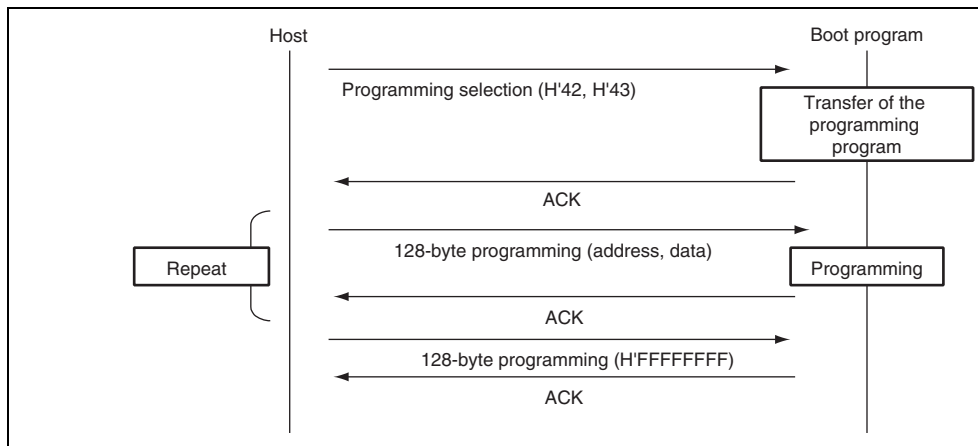 Host
Boot program
Programming selection (H'42, H'43)
Transfer of the
programming
program
ACK
128-byte programming (address, data)
Repeat
Programming
ACK
128-byte programming (H'FFFFFFFF)
ACK